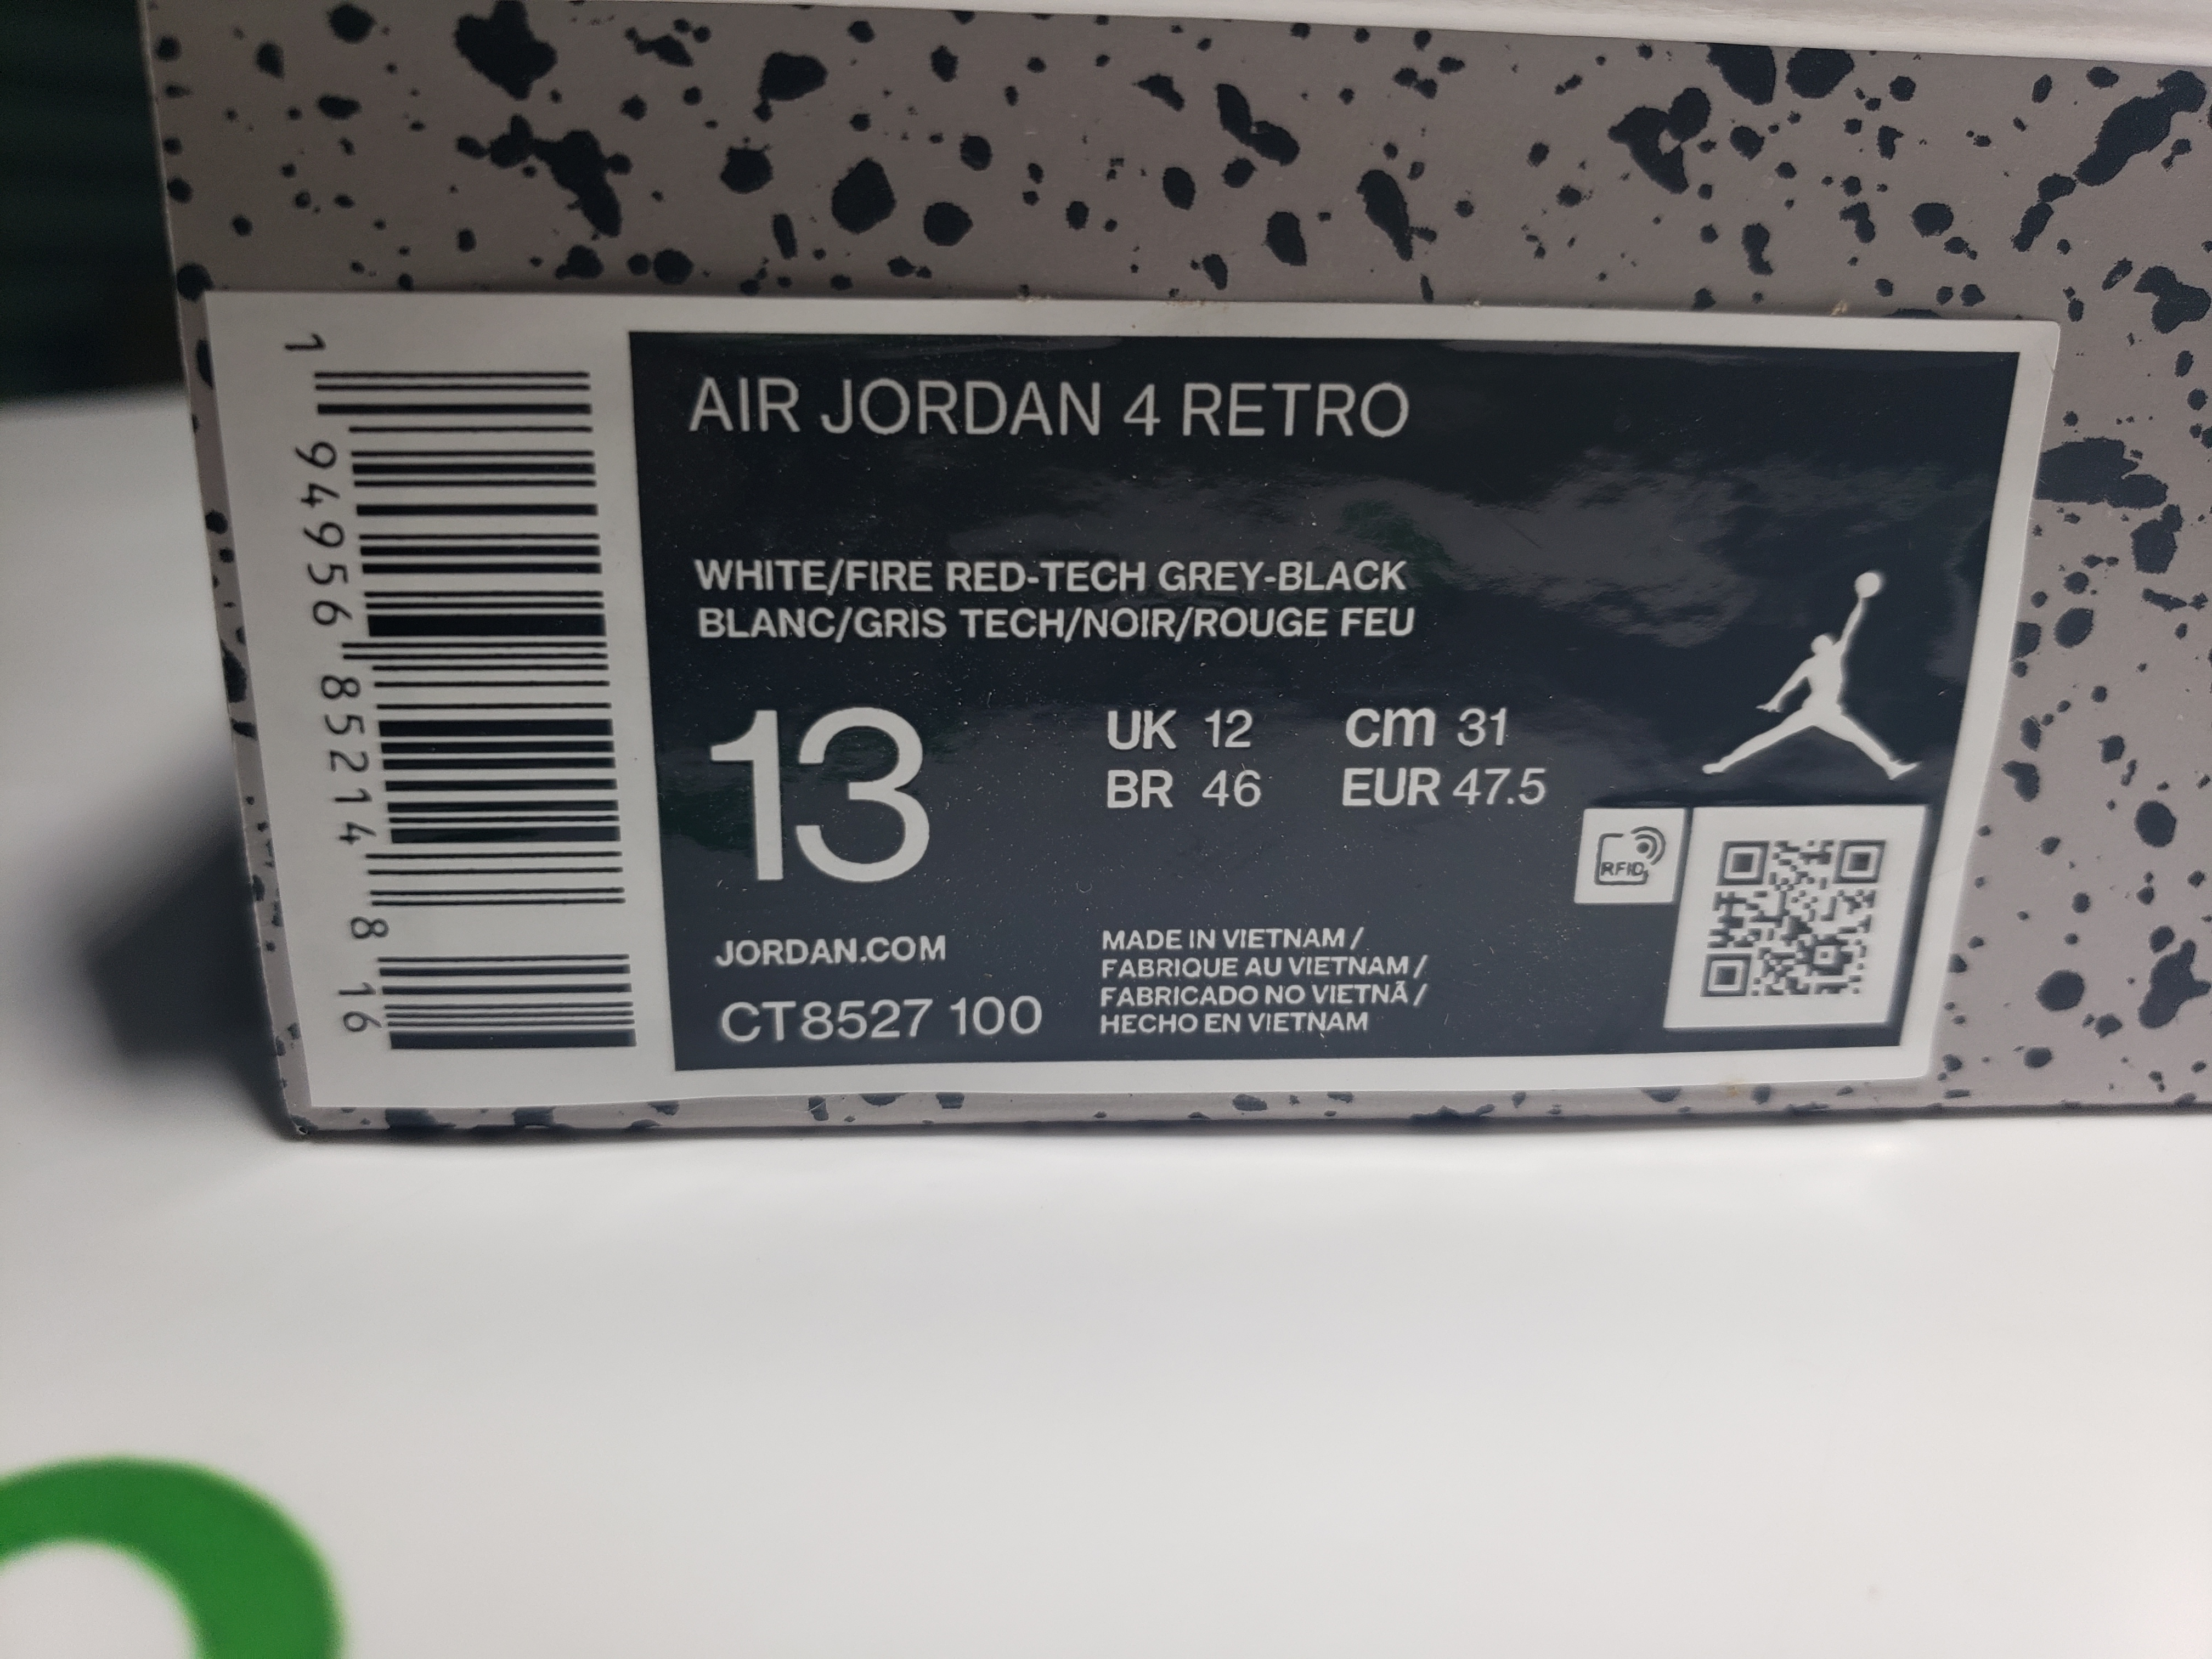 AIR JORDAN 4 RETRO
WHITE/FIRE RED-TECH GREY-BLACK
BLANC/GRIS TECH/NOIR/ROUGE FEU
13
UK 12
cm 31
BR 46
EUR 47.5
RFID
JORDAN.COM
CT8527 100
MADE IN VIETNAM /
FABRIQUE AU VIETNAM /
FABRICADO NO VIETNÃ /
HECHO EN VIETNAM
1 94956 85214 8 16